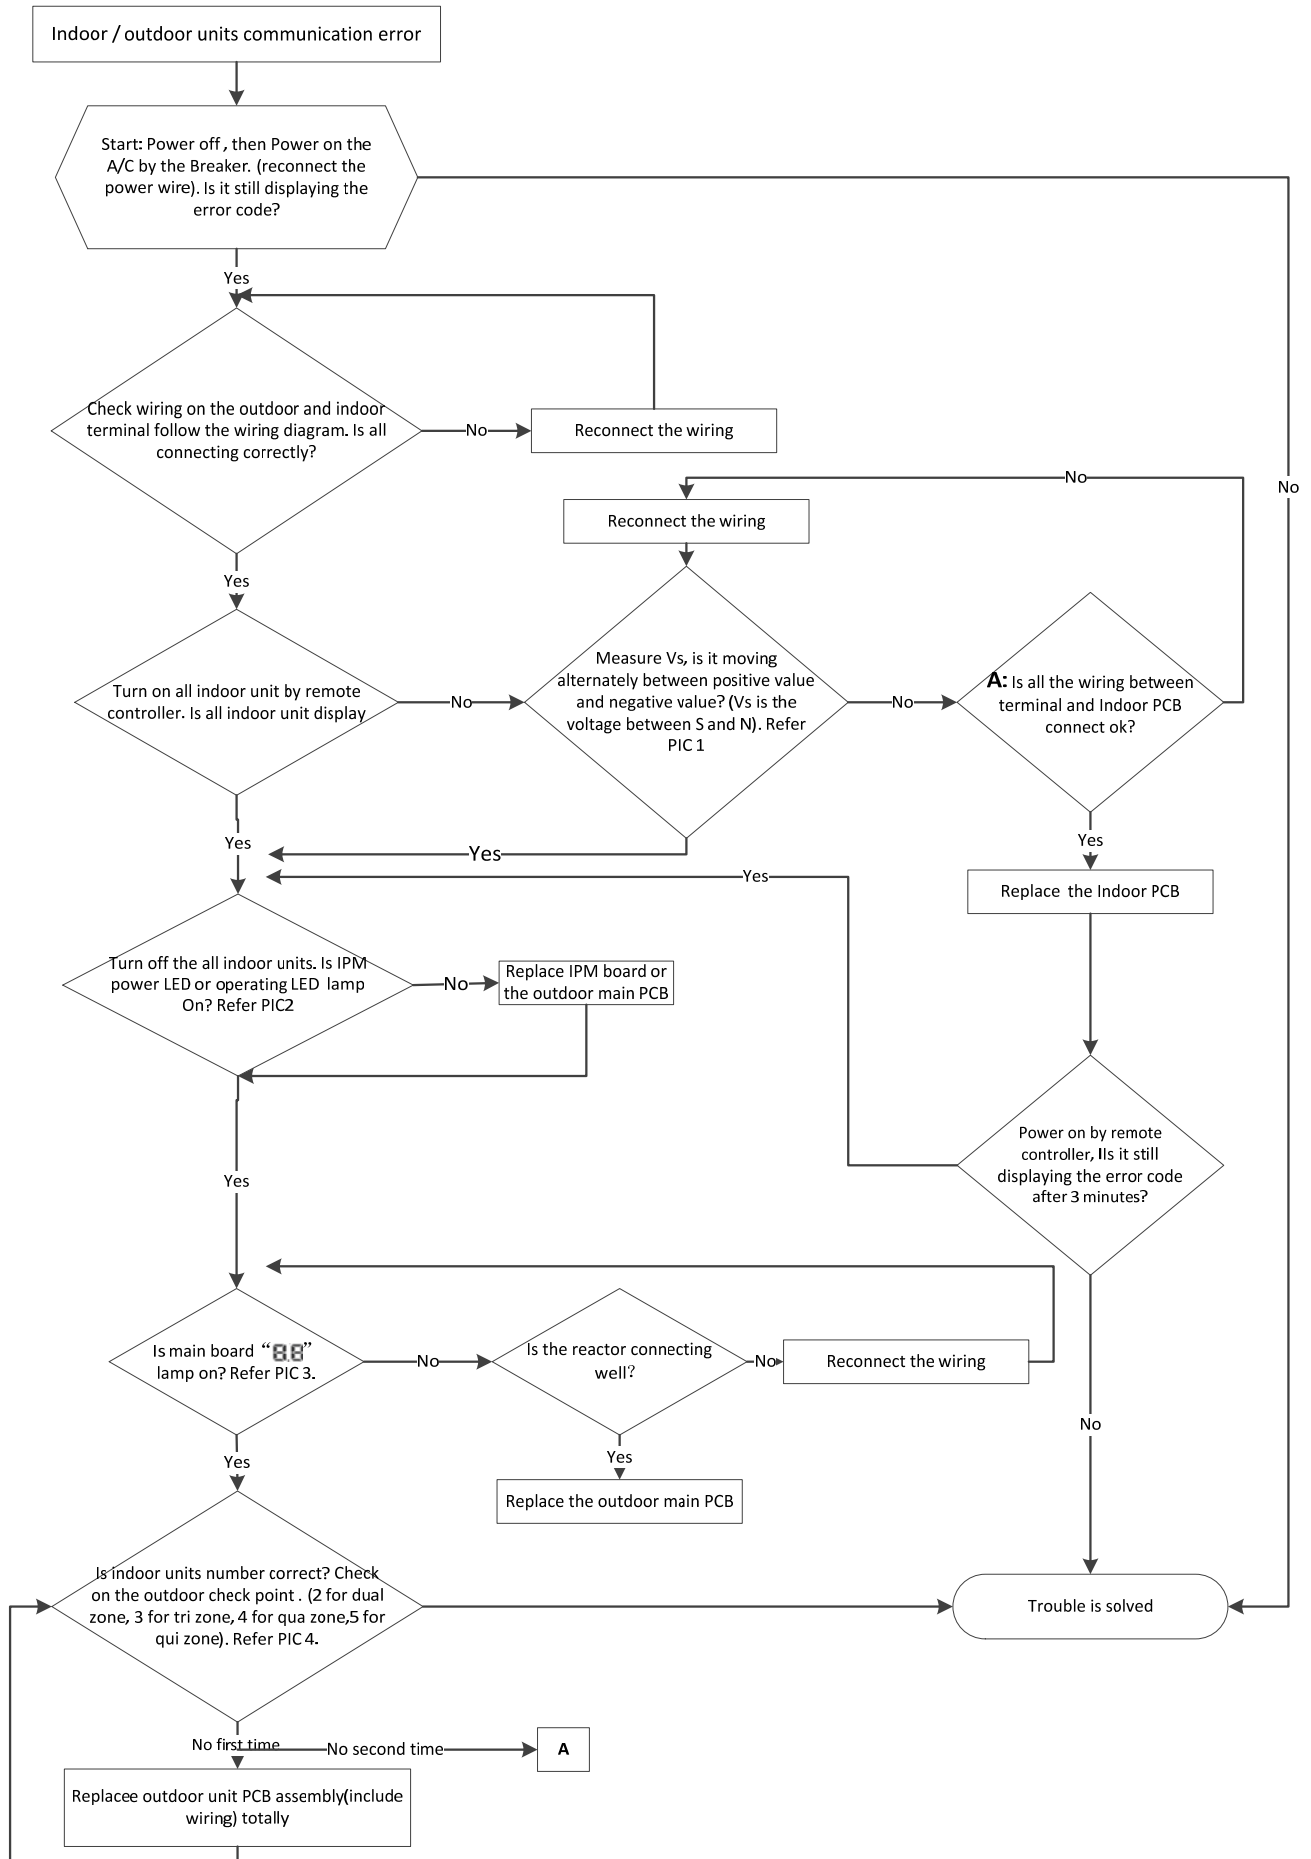 Indoor / outdoor units communication error
Start: Power off , then Power on the
A/C by the Breaker. (reconnect the
power wire). Is it still displaying the
error code?
Yes
Check wiring on the outdoor and indoor
terminal follow the wiring diagram. Is all
connecting correctly?
No
Reconnect the wiring
No
No
Reconnect the wiring
Yes
Turn on all indoor unit by remote
controller. Is all indoor unit display
No
Measure Vs, is it moving
alternately between positive value
and negative value? (Vs is the
voltage between S and N). Refer
PIC 1
No
A: Is all the wiring between
terminal and Indoor PCB
connect ok?
Yes
Yes
Yes
Yes
Replace the Indoor PCB
Turn off the all indoor units. Is IPM
power LED or operating LED lamp
On? Refer PIC2
No
Replace IPM board or
the outdoor main PCB
Power on by remote
controller, IIs it still
displaying the error code
after 3 minutes?
Yes
Is main board “8.8”
lamp on? Refer PIC 3.
No
Is the reactor connecting
well?
No
Reconnect the wiring
No
Yes
Yes
Replace the outdoor main PCB
Is indoor units number correct? Check
on the outdoor check point . (2 for dual
zone, 3 for tri zone, 4 for qua zone,5 for
qui zone). Refer PIC 4.
Trouble is solved
No first time
No second time
A
Replacee outdoor unit PCB assembly(include
wiring) totally